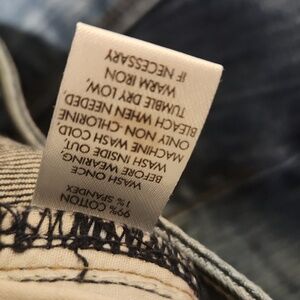 99% COTTON
1% SPANDEX
WASH ONCE
BEFORE WEARING,
WASH INSIDE OUT,
MACHINE WASH COLD,
ONLY NON-CHLORINE
BLEACH WHEN NEEDED,
TUMBLE DRY LOW,
WARM IRON,
IF NECESSARY